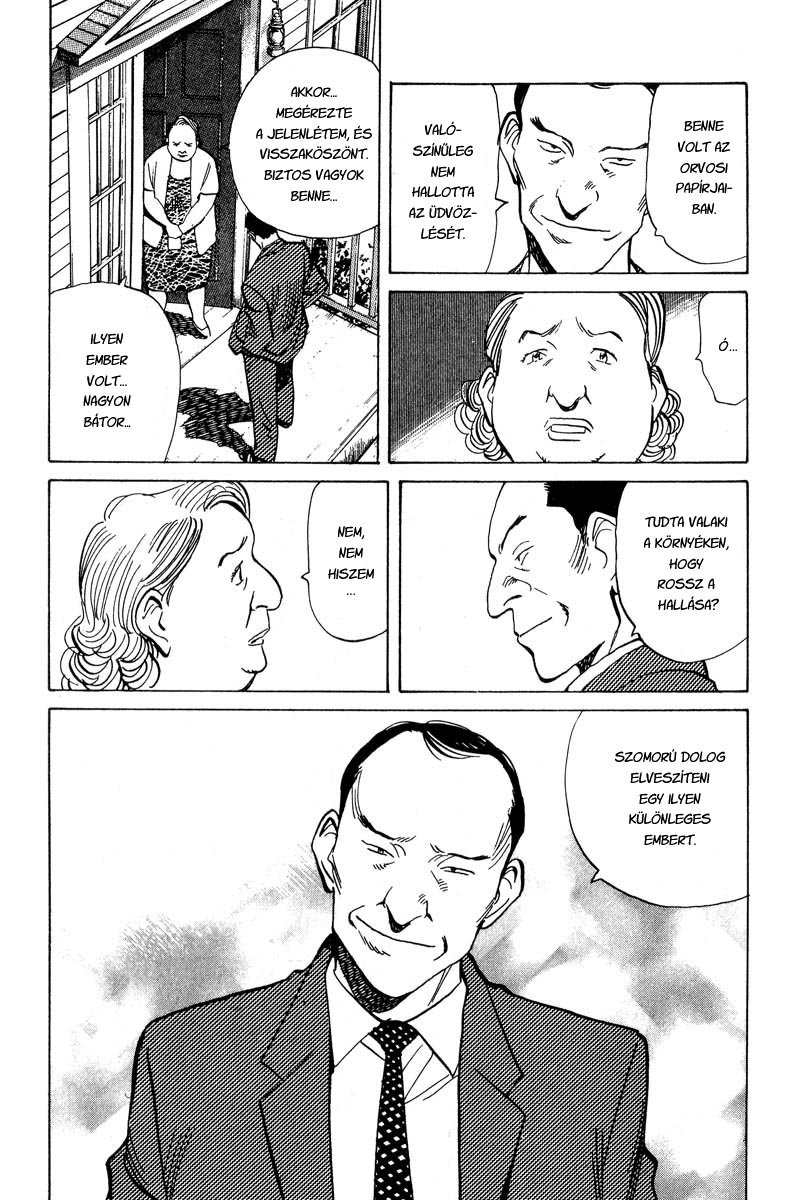 BENNE
VOLT AZ
ORVOSI
PAPÍRJAI-
BAN.
VALÓ-
SZÍNŰLEG
NEM
HALLOTTA
AZ ÜDVÖZ-
LÉSÉT.
Ó...
AKKOR...
MEGÉREZTE
A JELENLÉTEM, ÉS
VISSZAKÖSZÖNT.
BIZTOS VAGYOK
BENNE...
ILYEN
EMBER
VOLT...
NAGYON
BÁTOR...
TUDTA VALAKI
A KÖRNYÉKEN,
HOGY
ROSSZ A
HALLÁSA?
NEM,
NEM
HISZEM
...
SZOMORÚ DOLOG
ELVESZÍTENI
EGY ILYEN
KÜLÖNLEGES
EMBERT.